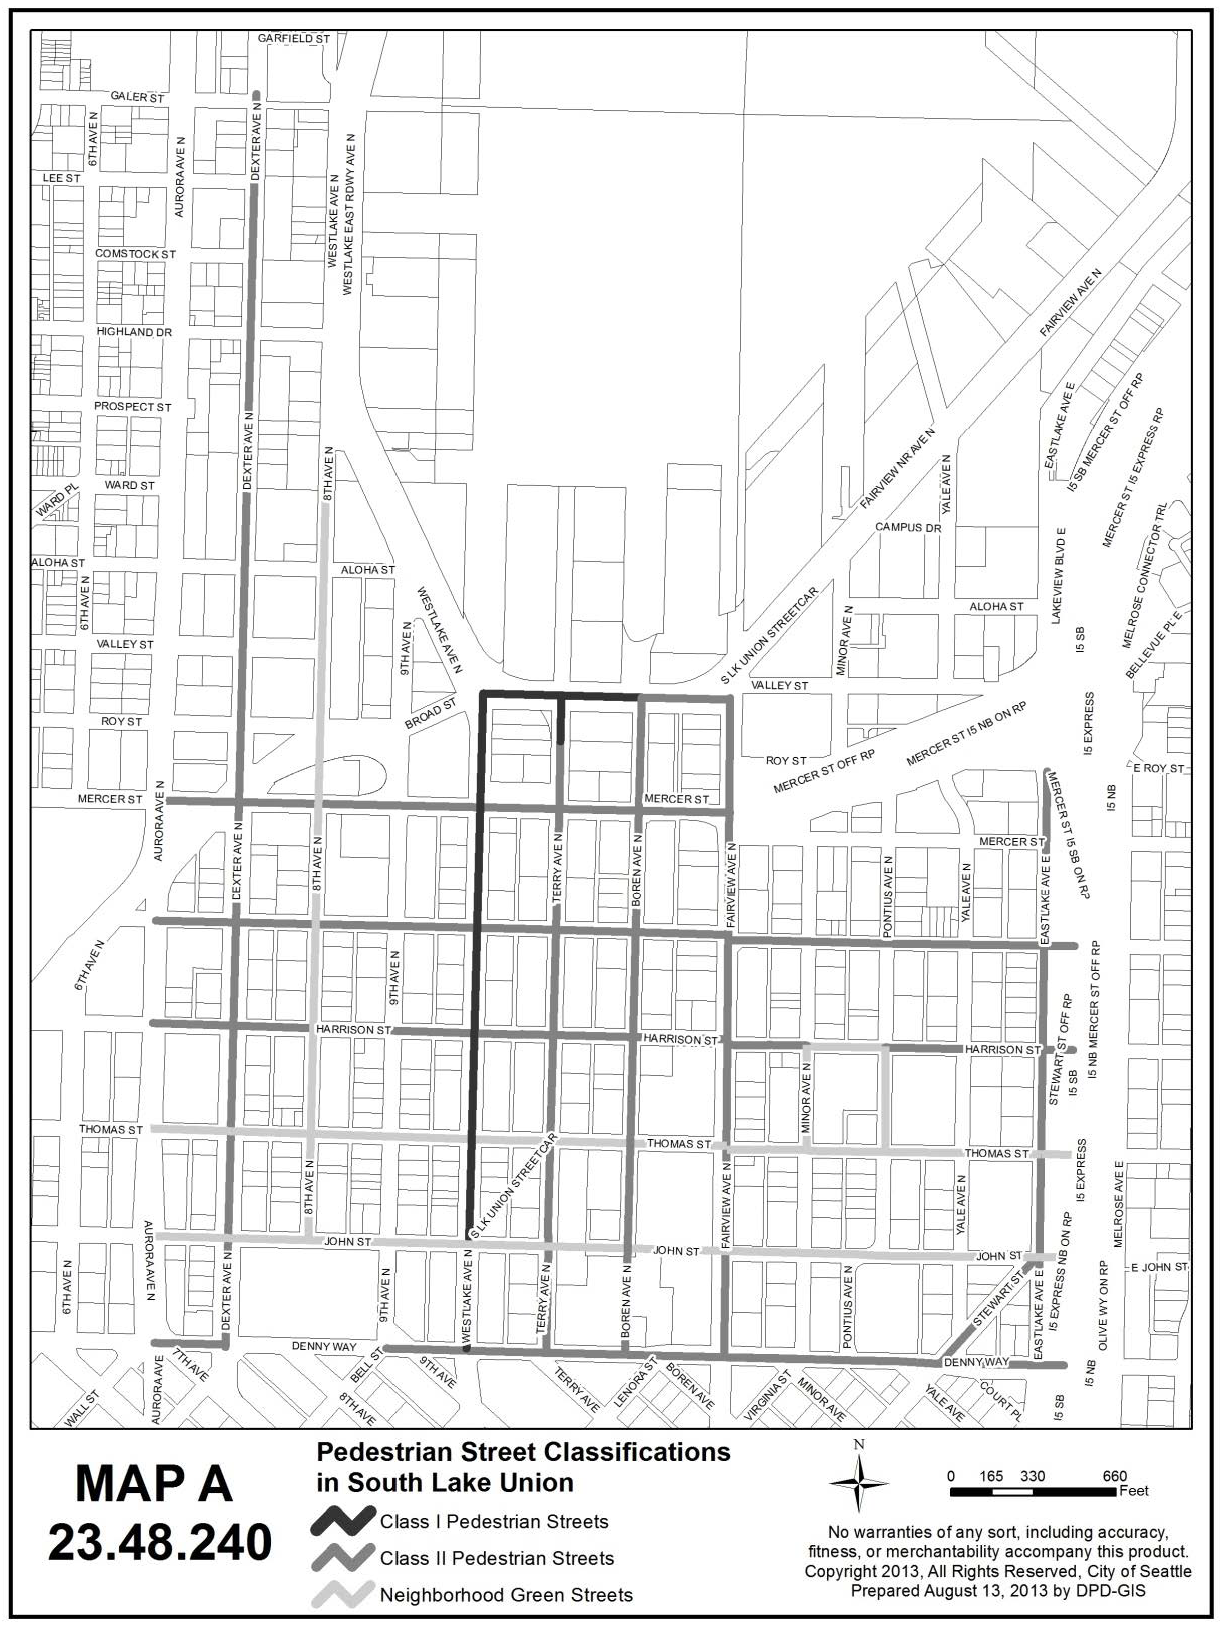 GARFIELD ST
GALER ST
6TH AVE N
AURORA AVE N
DEXTER AVE N
WESTLAKE AVE N
WESTLAKE EAST RDWY AVE N
LEE ST
COMSTOCK ST
HIGHLAND DR
FAIRVIEW AVE N
PROSPECT ST
DEXTER AVE N
8TH AVE N
EASTLAKE AVE E
I5 SB MERCER ST OFF RP
MERCER ST I5 EXPRESS RP
FAIRVIEW NR AVE N
YALE AVE N
WARD ST
WARD PL
CAMPUS DR
LAKEVIEW BLVD E
MELROSE CONNECTOR TRL
ALOHA ST
ALOHA ST
6TH AVE N
WESTLAKE AVE N
9TH AVE N
S LK UNION STREETCAR
MINOR AVE N
ALOHA ST
I5 SB
BELLEVUE PL E
VALLEY ST
VALLEY ST
ROY ST
BROAD ST
ROY ST
MERCER ST OFF RP
MERCER ST I5 NB ON RP
I5 EXPRESS
E ROY ST
MERCER ST
AURORA AVE N
MERCER ST
I5 NB
MERCER ST I5 SB ON RP
MERCER ST
DEXTER AVE N
8TH AVE N
TERRY AVE N
BOREN AVE N
FAIRVIEW AVE N
PONTIUS AVE N
YALE AVE N
EASTLAKE AVE E
6TH AVE N
9TH AVE N
HARRISON ST
HARRISON ST
HARRISON ST
STEWART ST OFF RP
I5 SB
I5 NB MERCER ST OFF RP
MINOR AVE N
THOMAS ST
THOMAS ST
THOMAS ST
8TH AVE N
S LK UNION STREETCAR
FAIRVIEW AVE N
YALE AVE N
I5 EXPRESS
MELROSE AVE E
AURORA AVE N
JOHN ST
JOHN ST
JOHN ST
E JOHN ST
6TH AVE N
DEXTER AVE N
9TH AVE N
WESTLAKE AVE N
TERRY AVE N
BOREN AVE N
PONTIUS AVE N
STEWART ST
EASTLAKE AVE E
I5 EXPRESS NB ON RP
OLIVE WY ON RP
DENNY WAY
DENNY WAY
7TH AVE
AURORA AVE
WALL ST
BELL ST
8TH AVE
9TH AVE
TERRY AVE
LENORA ST
BOREN AVE
VIRGINIA ST
MINOR AVE
YALE AVE
COURT PL
I5 SB
I5 NB
MAP A
23.48.240
Pedestrian Street Classifications
in South Lake Union
Class I Pedestrian Streets
Class II Pedestrian Streets
Neighborhood Green Streets
N
0 165 330 660
Feet
No warranties of any sort, including accuracy,
fitness, or merchantability accompany this product.
Copyright 2013, All Rights Reserved, City of Seattle
Prepared August 13, 2013 by DPD-GIS